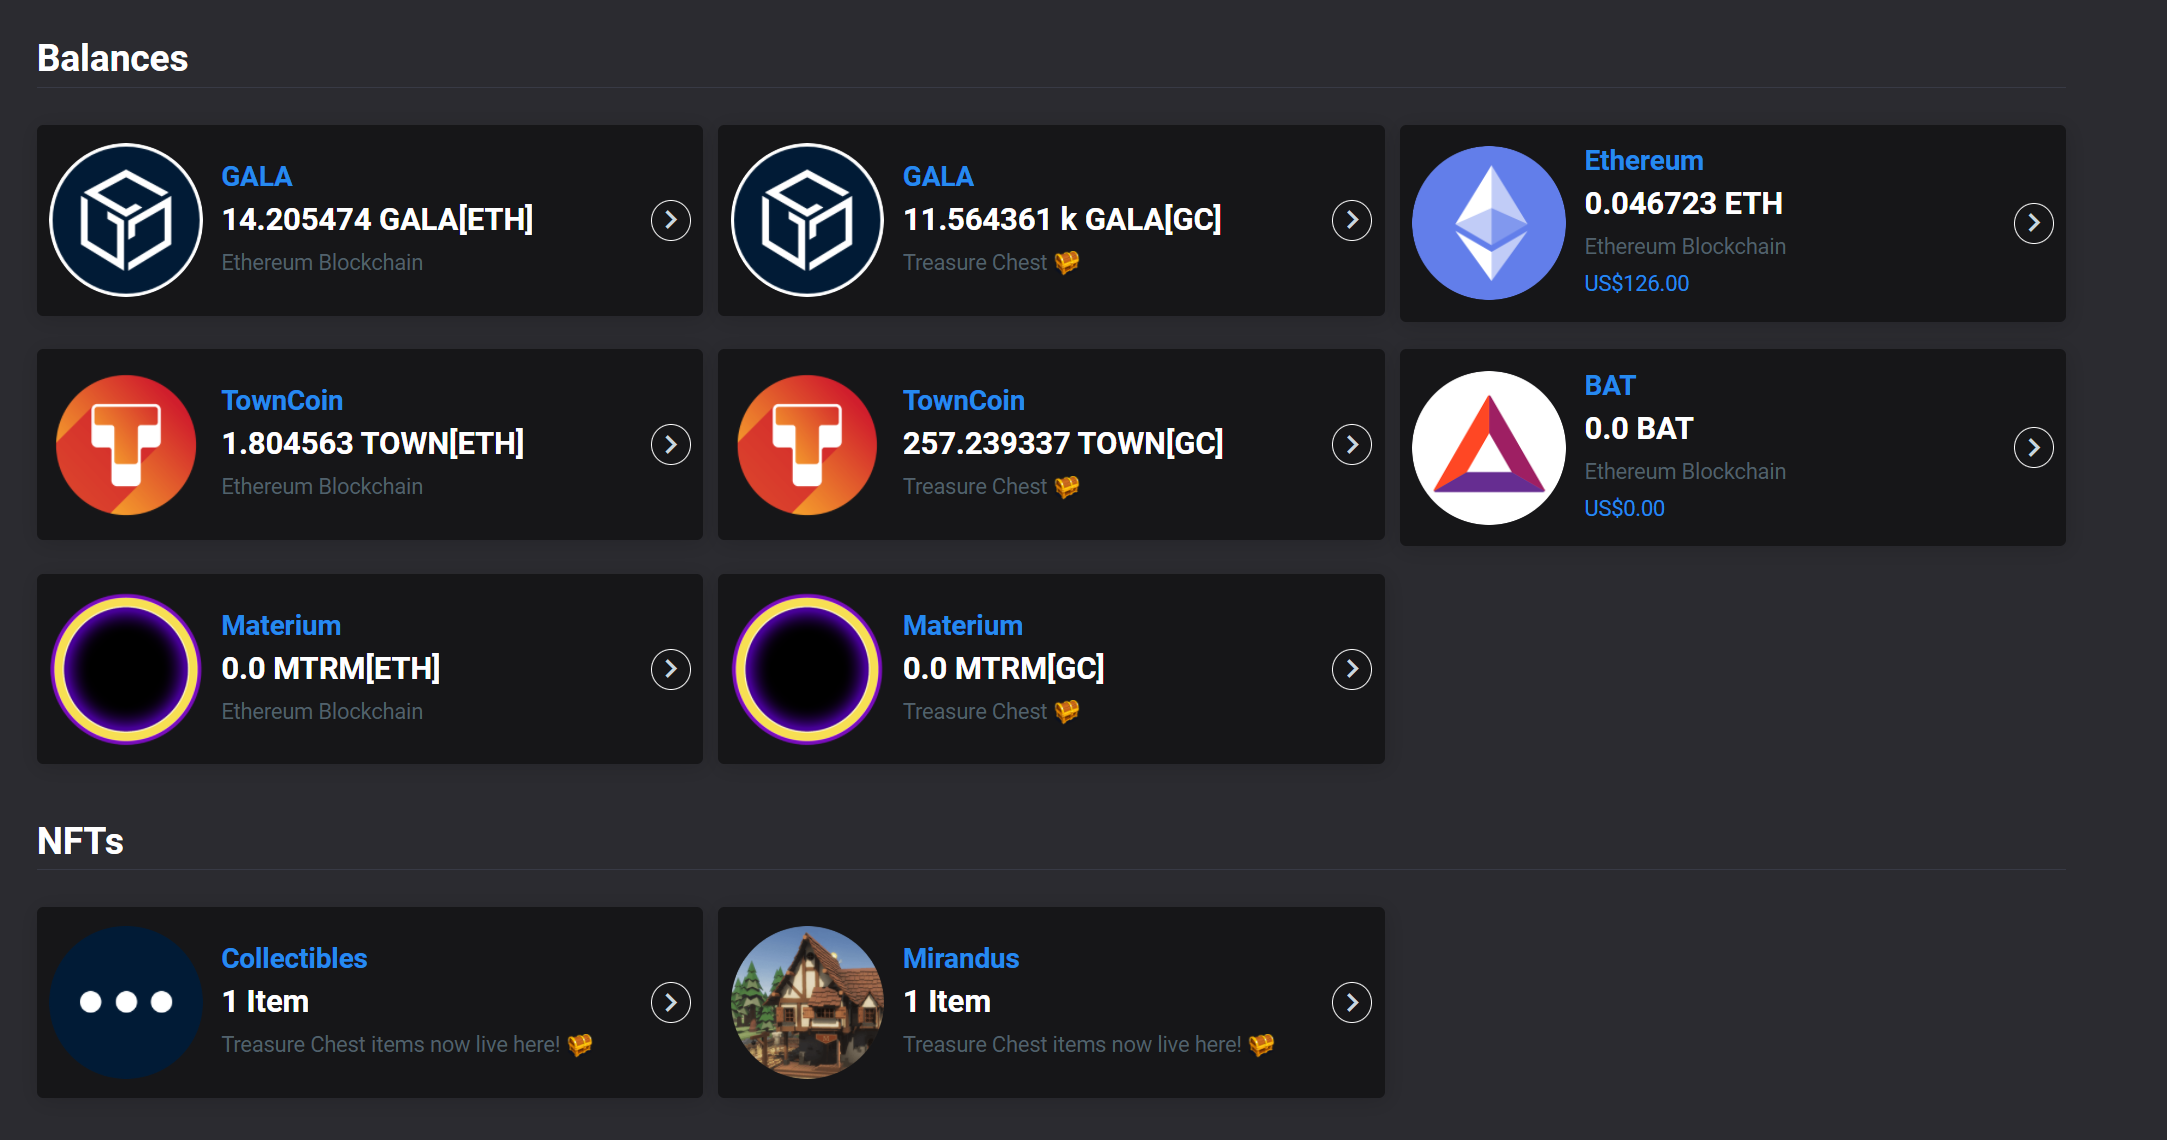 Balances
GALA
14.205474 GALA[ETH]
Ethereum Blockchain
GALA
11.564361 k GALA[GC]
Treasure Chest
Ethereum
0.046723 ETH
Ethereum Blockchain
US$126.00
TownCoin
1.804563 TOWN[ETH]
Ethereum Blockchain
TownCoin
257.239337 TOWN[GC]
Treasure Chest
BAT
0.0 BAT
Ethereum Blockchain
US$0.00
Materium
0.0 MTRM[ETH]
Ethereum Blockchain
Materium
0.0 MTRM[GC]
Treasure Chest
NFTs
Collectibles
1 Item
Treasure Chest items now live here!
Mirandus
1 Item
Treasure Chest items now live here!